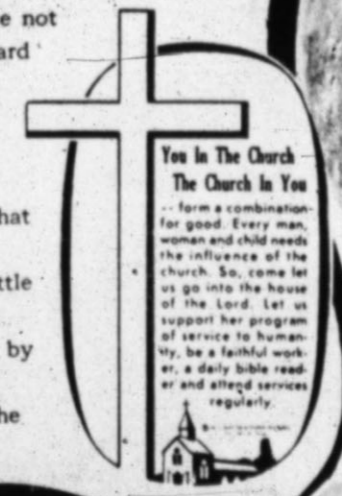 e not
ard
You In The Church
The Church In You
-- form a combination
for good. Every man,
woman and child needs
the influence of the
church. So, come let
us go into the house
of the Lord. Let us
support her program
of service to human-
ity, be a faithful work-
er, a daily bible read-
er and attend services
regularly.
hat
ttle
by
he